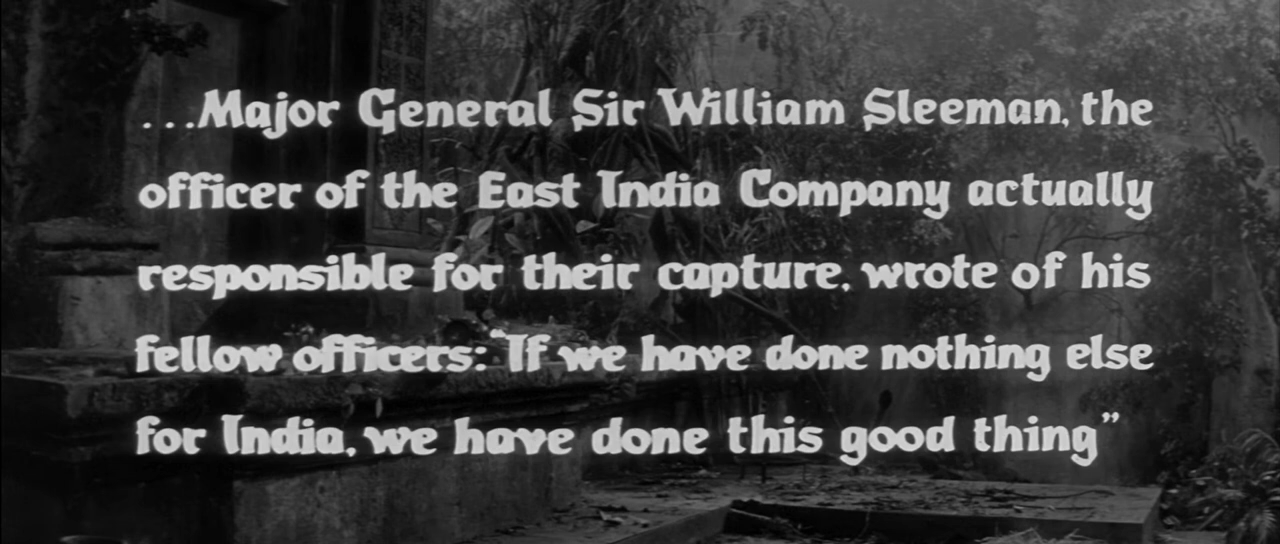 ...Major General Sir William Sleeman, the
officer of the East India Company actually
responsible for their capture, wrote of his
fellow officers: "If we have done nothing else
for India, we have done this good thing"